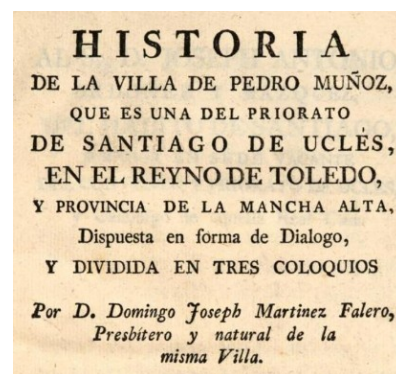 HISTORIA
DE LA VILLA DE PEDRO MUÑOZ,
QUE ES UNA DEL PRIORATO
DE SANTIAGO DE UCLÉS,
EN EL REYNO DE TOLEDO,
Y PROVINCIA DE LA MANCHA ALTA,
Dispuesta en forma de Dialogo,
Y DIVIDIDA EN TRES COLOQUIOS
Por D. Domingo Joseph Martinez Falero,
Presbítero y natural de la
misma Villa.